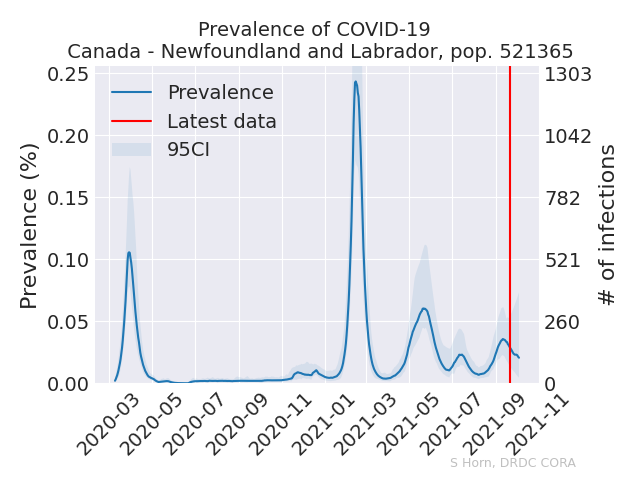 Prevalence of COVID-19
Canada - Newfoundland and Labrador, pop. 521365
0.25
0.20
0.15
0.10
0.05
0.00
Prevalence (%)
Prevalence
Latest data
95CI
1303
1042
782
521
260
0
# of infections
2020-03
2020-05
2020-07
2020-09
2020-11
2021-01
2021-03
2021-05
2021-07
2021-09
2021-11
S Horn, DRDC CORA